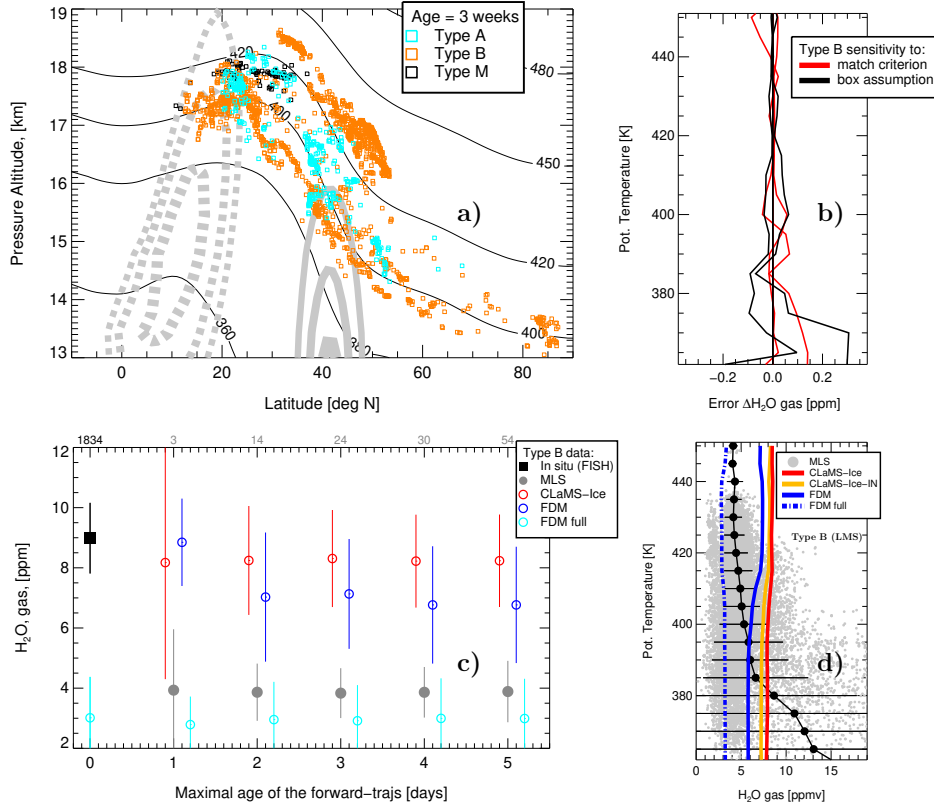 Age = 3 weeks
Type A
Type B
Type M
a)
Pressure Altitude, [km]
19
18
17
16
15
14
13
420
480
400
450
420
400
360
380
0
20
40
60
80
Latitude [deg N]
Type B sensitivity to:
match criterion
box assumption
b)
Pot. Temperature [K]
440
420
400
380
−0.2
0.0
0.2
Error ΔH2O gas [ppm]
1834
3
14
24
30
54
Type B data:
In situ (FISH)
MLS
CLaMS−Ice
FDM
FDM full
c)
H2O, gas, [ppm]
12
10
8
6
4
2
0
1
2
3
4
5
Maximal age of the forward−trajs [days]
MLS
CLaMS−Ice
CLaMS−Ice−IN
FDM
FDM full
Type B (LMS)
d)
Pot. Temperature [K]
440
420
400
380
0
5
10
15
H2O gas [ppmv]